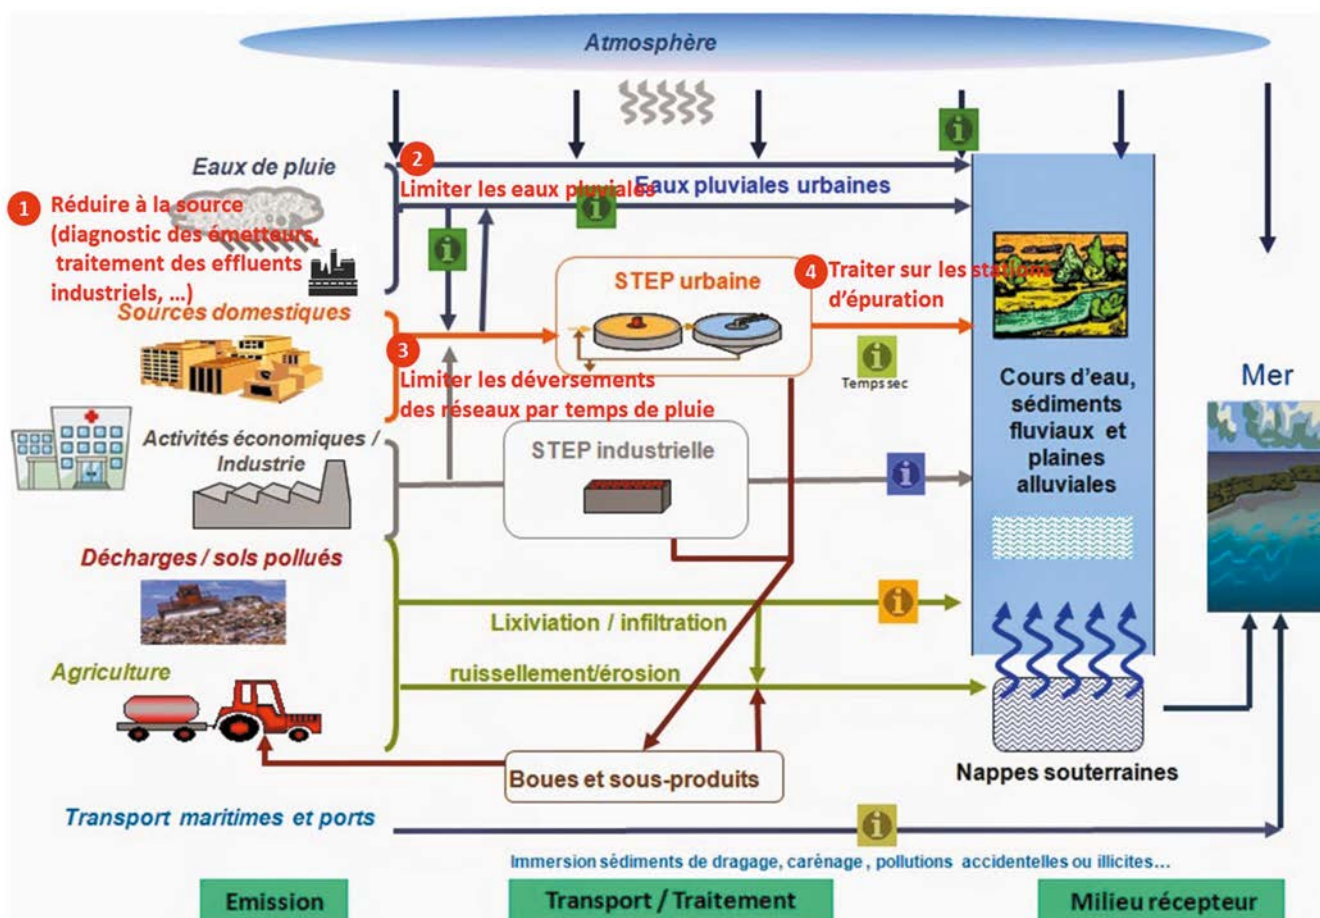 Atmosphère
Eaux de pluie
2
Limiter les eaux pluviales
Eaux pluviales urbaines
1
Réduire à la source
(diagnostic des émetteurs,
traitement des effluents
industriels, ...)
i
i
i
STEP urbaine
4
Traiter sur les stations
d'épuration
Sources domestiques
3
Limiter les déversements
des réseaux par temps de pluie
i
Temps sec
Cours d'eau,
sédiments
fluviaux et
plaines
alluviales
Mer
Activités économiques /
Industrie
STEP industrielle
i
Décharges / sols pollués
Lixiviation / infiltration
i
Agriculture
ruissellement/érosion
Boues et sous-produits
Nappes souterraines
Transport maritimes et ports
i
Immersion sédiments de dragage, carènage , pollutions accidentelles ou illicites...
Emission
Transport / Traitement
Milieu récepteur